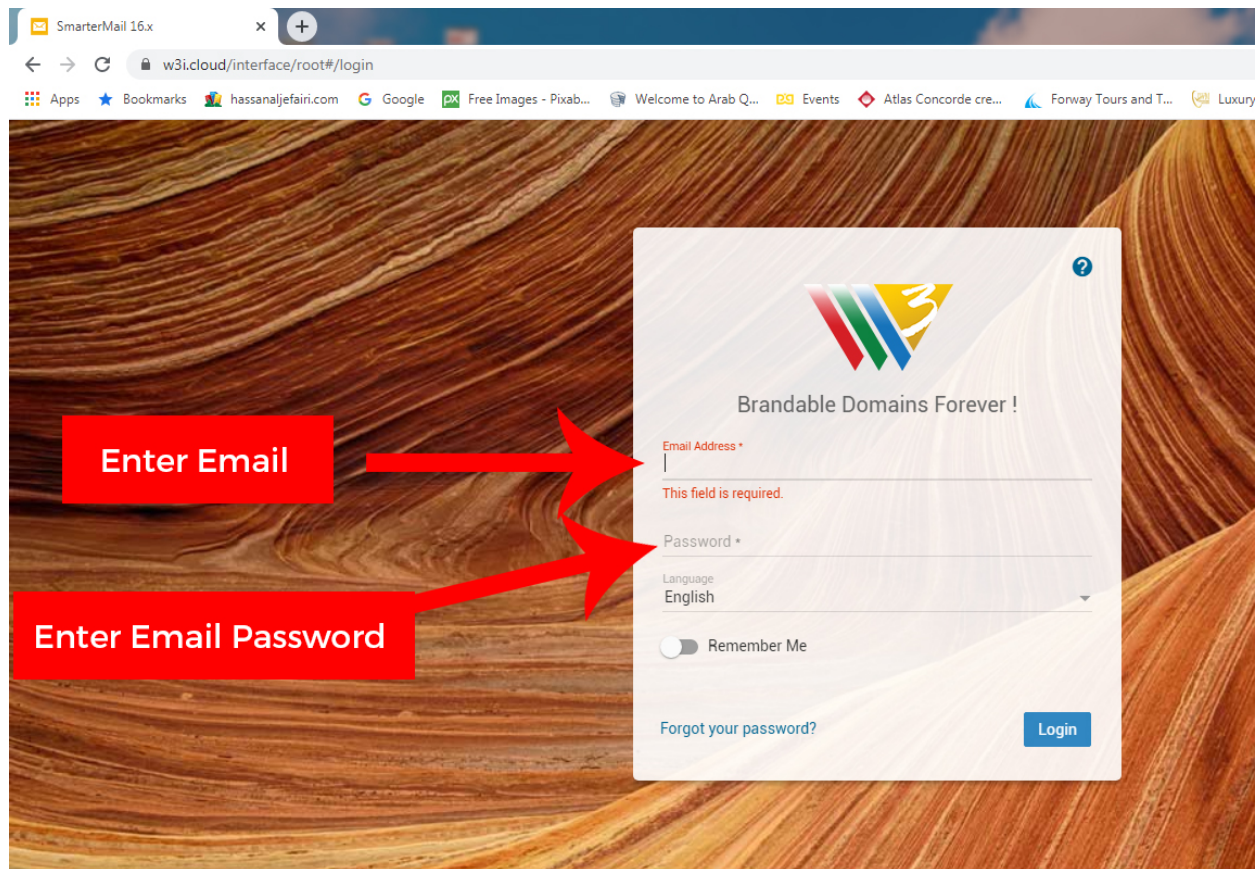 SmarterMail 16.x
w3i.cloud/interface/root#/login
Apps Bookmarks hassanaljefairi.com Google PX Free Images - Pixab... Welcome to Arab Q... Events Atlas Concorde cre... Forway Tours and T... Luxury
?
3
Brandable Domains Forever !
Email Address *
Enter Email
This field is required.
Password *
Language
English
Enter Email Password
Remember Me
Forgot your password?
Login